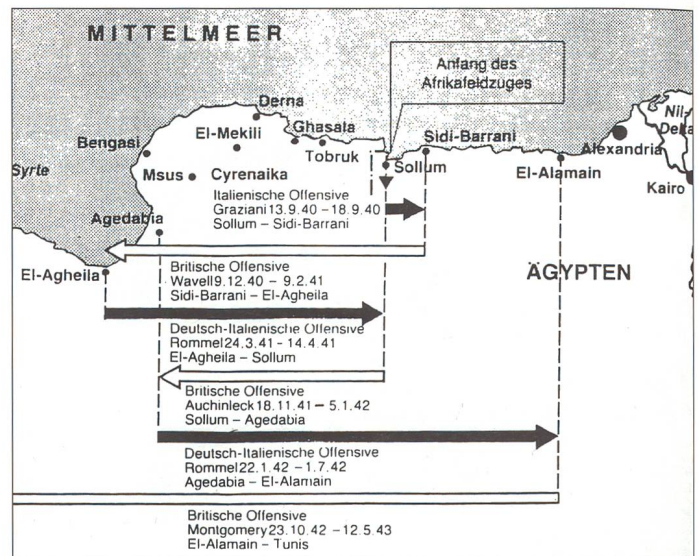 MITTELMEER
Anfang des
Afrikafeldzuges
Derna
Nil-
Delta
El-Mekili
Ghasala
Bengasi
Sidi-Barrani
Alexandria
Tobruk
Syrte
Msus
Cyrenaika
Sollum
El-Alamain
Kairo
Italienische Offensive
Graziani 13.9.40 – 18.9.40
Sollum – Sidi-Barrani
Agedabia
El-Agheila
ÄGYPTEN
Britische Offensive
Wavell 9.12.40 – 9.2.41
Sidi-Barrani – El-Agheila
Deutsch-Italienische Offensive
Rommel 24.3.41 - 14.4.41
El-Agheila – Sollum
Britische Offensive
Auchinleck 18.11.41 – 5.1.42
Sollum – Agedabia
Deutsch-Italienische Offensive
Rommel 22.1.42 – 1.7.42
Agedabia – El-Alamain
Britische Offensive
Montgomery 23.10.42 – 12.5.43
El-Alamain – Tunis